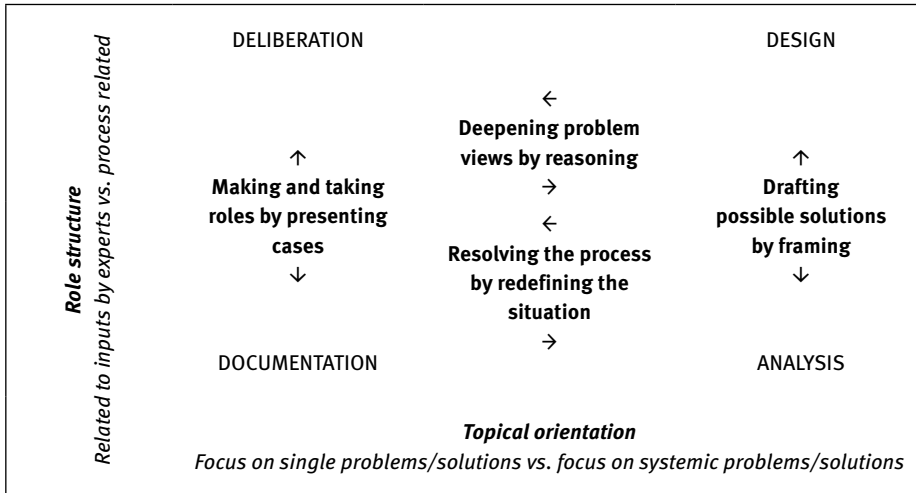 DELIBERATION
DESIGN
←
Deepening problem
views by reasoning
→
↑
Making and taking
roles by presenting
cases
↓
←
Resolving the process
by redefining the
situation
→
↑
Drafting
possible solutions
by framing
↓
DOCUMENTATION
ANALYSIS
Role structure
Related to inputs by experts vs. process related
Topical orientation
Focus on single problems/solutions vs. focus on systemic problems/solutions